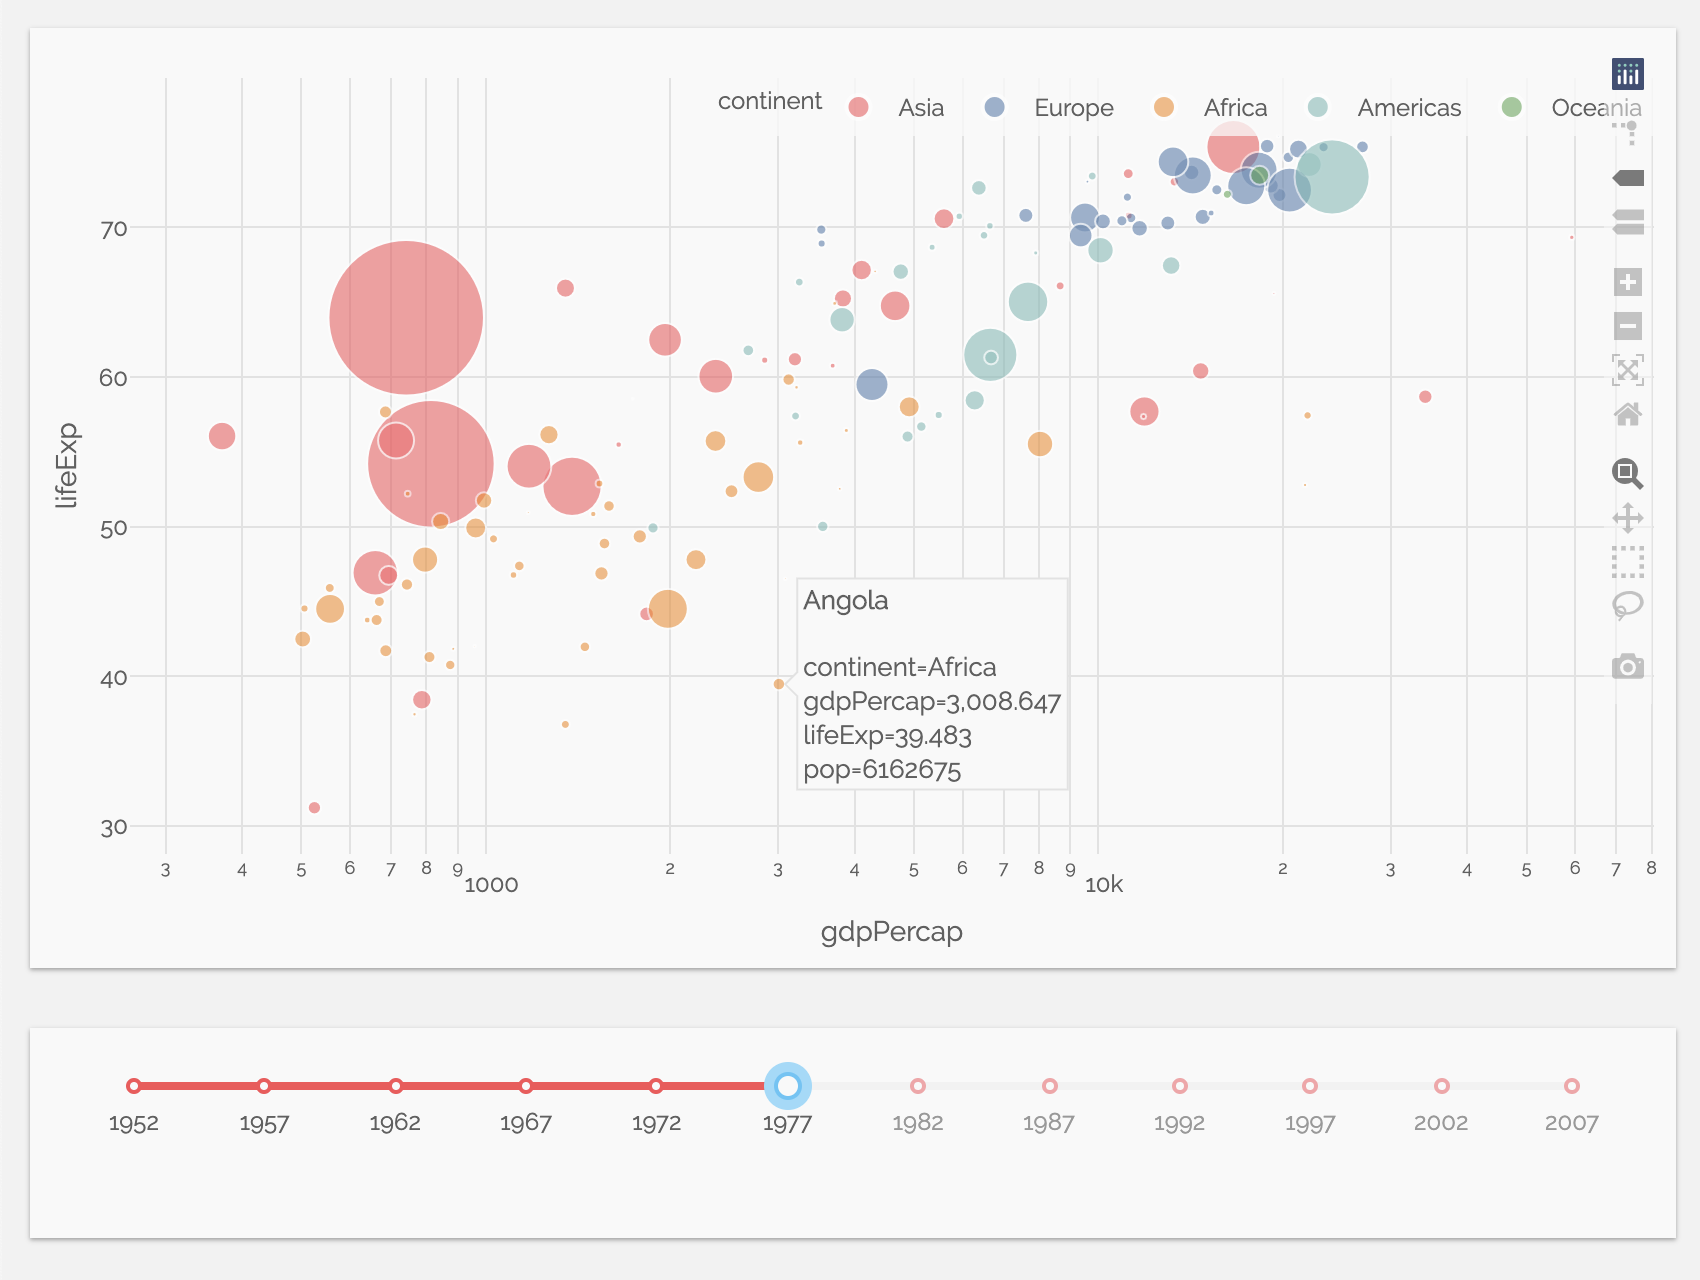 continent Asia Europe Africa Americas Oceania
70
60
50
40
30
lifeExp
Angola
continent=Africa
gdpPercap=3,008.647
lifeExp=39.483
pop=6162675
3 4 5 6 7 8 9 1000 2 3 4 5 6 7 8 9 10k 2 3 4 5 6 7 8
gdpPercap
1952 1957 1962 1967 1972 1977 1982 1987 1992 1997 2002 2007